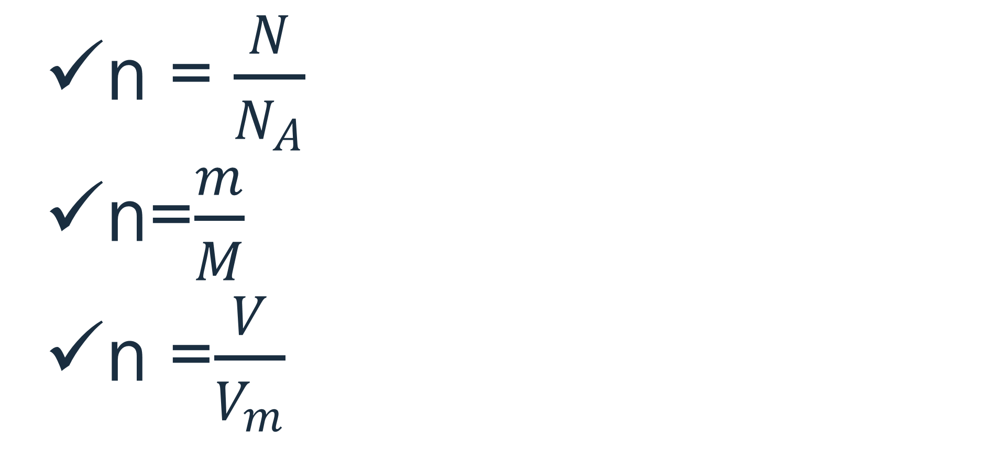 ✓n = N/N_A
✓n=m/M
✓n =V/V_m